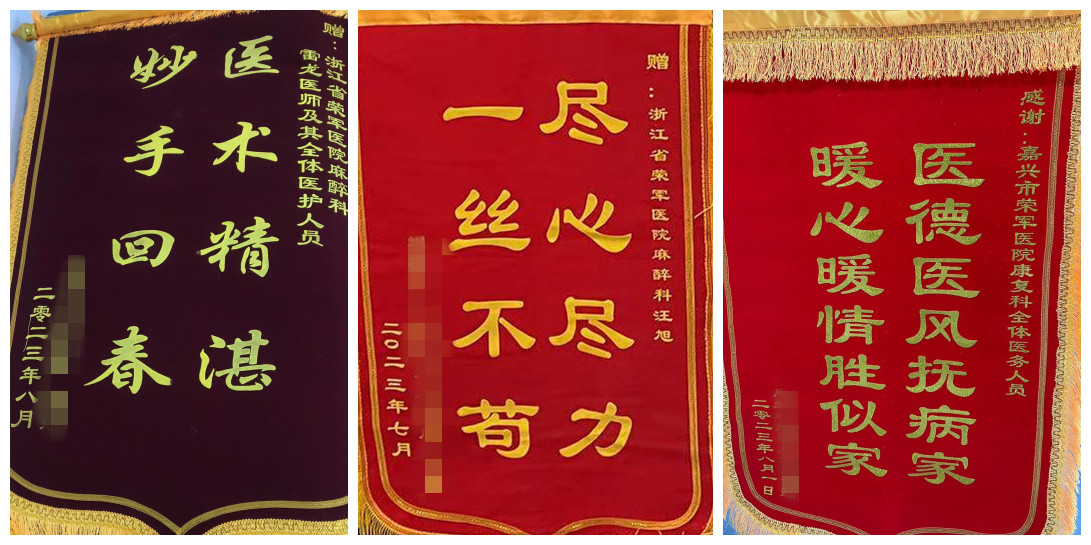 赠：浙江省荣军医院麻醉科
雷龙医师及其全体医护人员
医术精湛
妙手回春
二零二三年八月
赠：浙江省荣军医院麻醉科汪旭
尽心尽力
一丝不苟
二〇二三年七月
感谢：嘉兴市荣军医院康复科全体医务人员
医德医风抚病家
暖心暖情胜似家
二零二三年八月一日